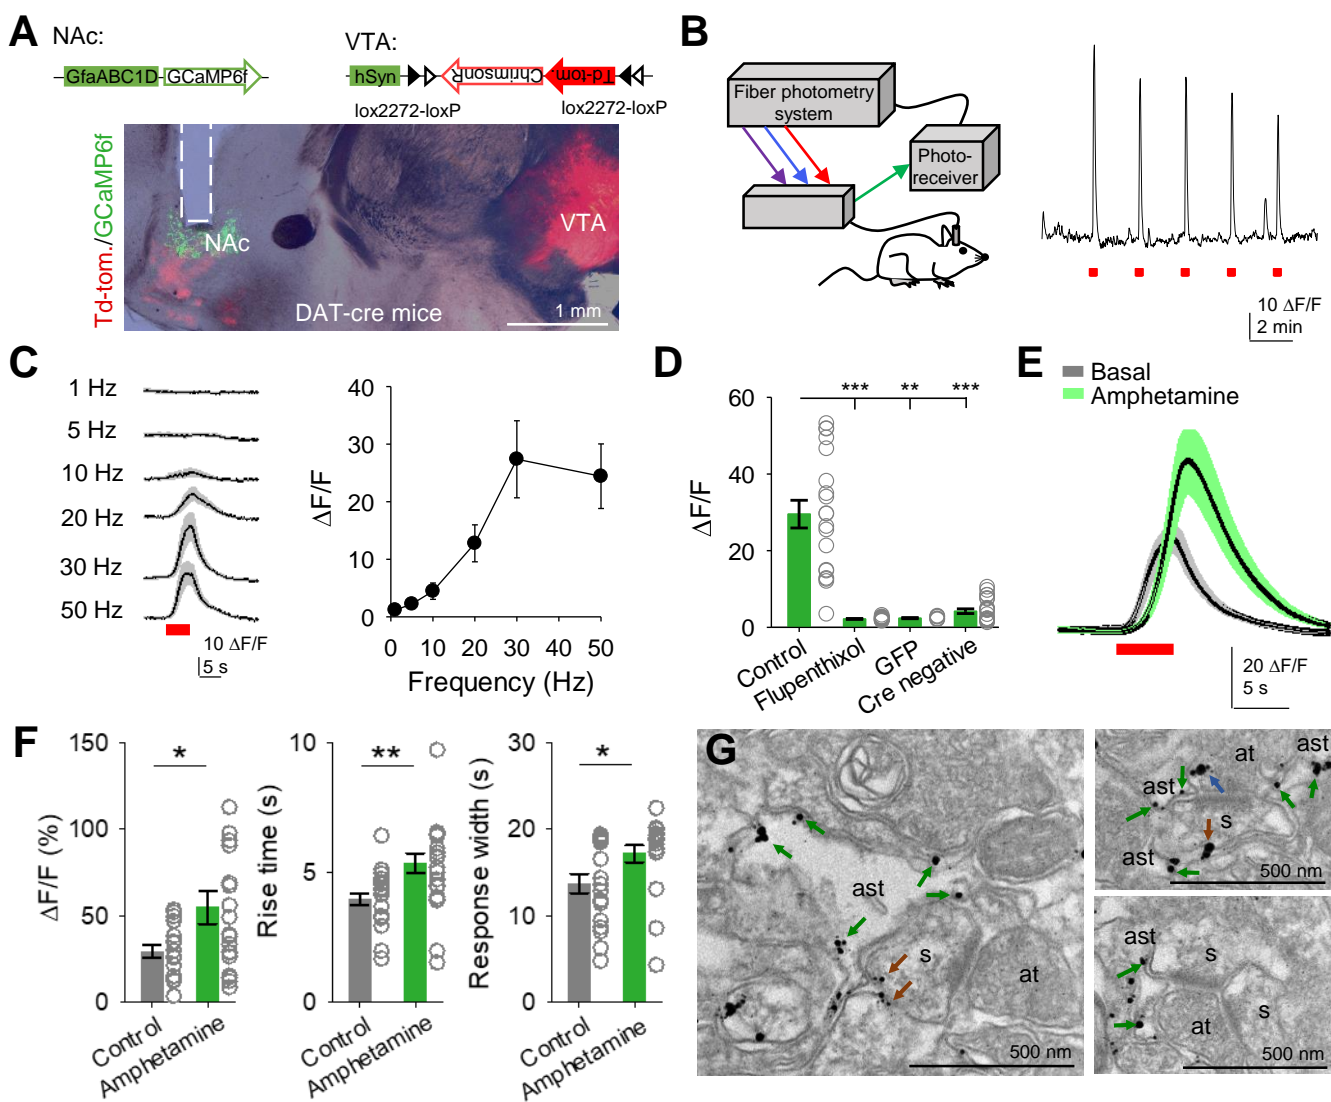 A
NAc:
GfaABC1D
GCaMP6f
VTA:
hSyn
ChrimsonR
Td-tom.
lox2272-loxP
lox2272-loxP
Td-tom./GCaMP6f
NAc
VTA
DAT-cre mice
1 mm
B
Fiber photometry
system
Photo-
receiver
10 ΔF/F
2 min
C
1 Hz
5 Hz
10 Hz
20 Hz
30 Hz
50 Hz
10 ΔF/F
5 s
ΔF/F
40
30
20
10
0
0 10 20 30 40 50
Frequency (Hz)
D
*** ** ***
ΔF/F
60
40
20
0
Control
Flupenthixol
GFP
Cre negative
E
Basal
Amphetamine
20 ΔF/F
5 s
F
ΔF/F (%)
150
100
50
0
*
Control
Amphetamine
Rise time (s)
10
5
0
**
Control
Amphetamine
Response width (s)
30
20
10
0
*
Control
Amphetamine
G
ast
s
at
500 nm
at
ast
ast
s
ast
500 nm
ast
s
at
s
500 nm